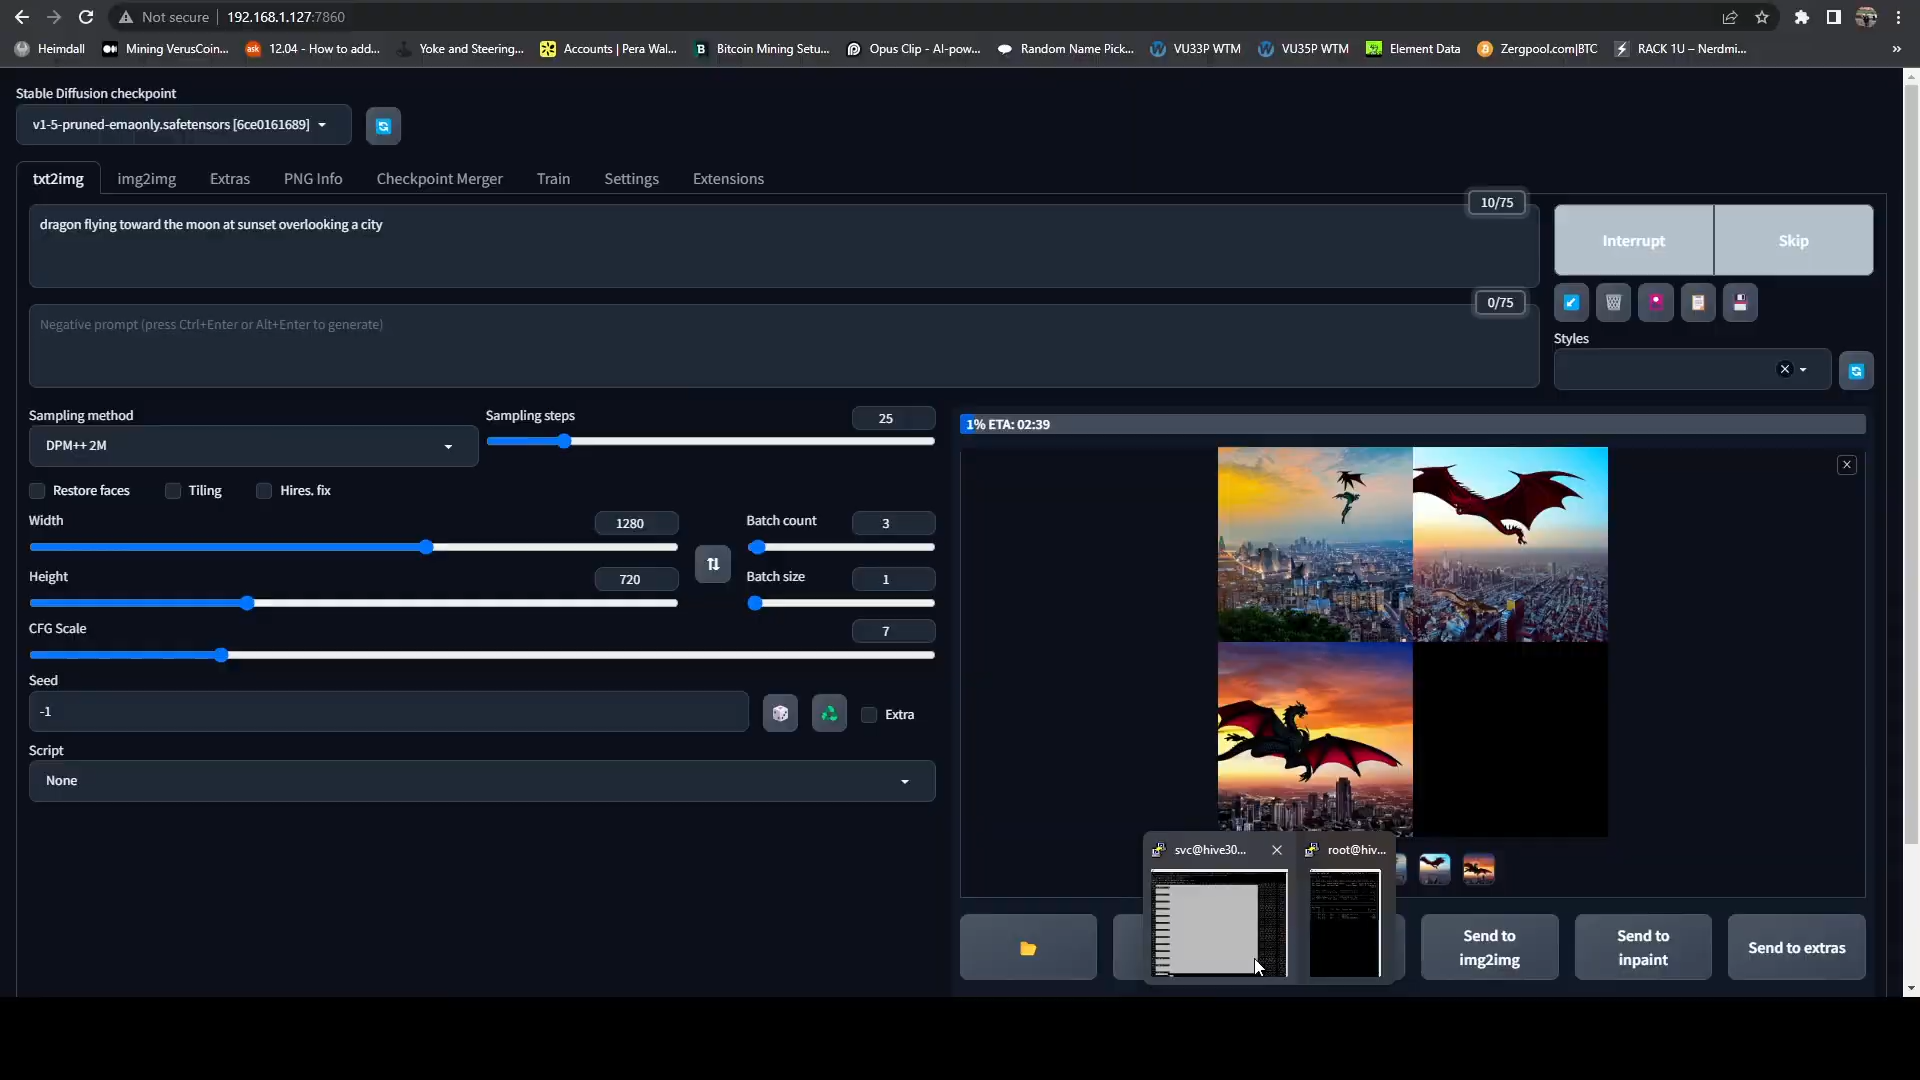 Not secure
192.168.1.127:7860
Heimdall
Mining VerusCoin...
12.04 - How to add...
Yoke and Steering...
Accounts | Pera Wal...
Bitcoin Mining Setu...
Opus Clip - AI-pow...
Random Name Pick...
VU33P WTM
VU35P WTM
Element Data
Zergpool.com|BTC
RACK 1U – Nerdmi...
»
Stable Diffusion checkpoint
v1-5-pruned-emaonly.safetensors [6ce0161689]
txt2img
img2img
Extras
PNG Info
Checkpoint Merger
Train
Settings
Extensions
10/75
dragon flying toward the moon at sunset overlooking a city
Interrupt
Skip
0/75
Negative prompt (press Ctrl+Enter or Alt+Enter to generate)
Styles
Sampling method
DPM++ 2M
Sampling steps
25
1% ETA: 02:39
Restore faces
Tiling
Hires. fix
Width
1280
Batch count
3
Height
720
Batch size
1
CFG Scale
7
Seed
-1
Extra
Script
None
svc@hive30...
root@hiv...
Send to
img2img
Send to
inpaint
Send to extras